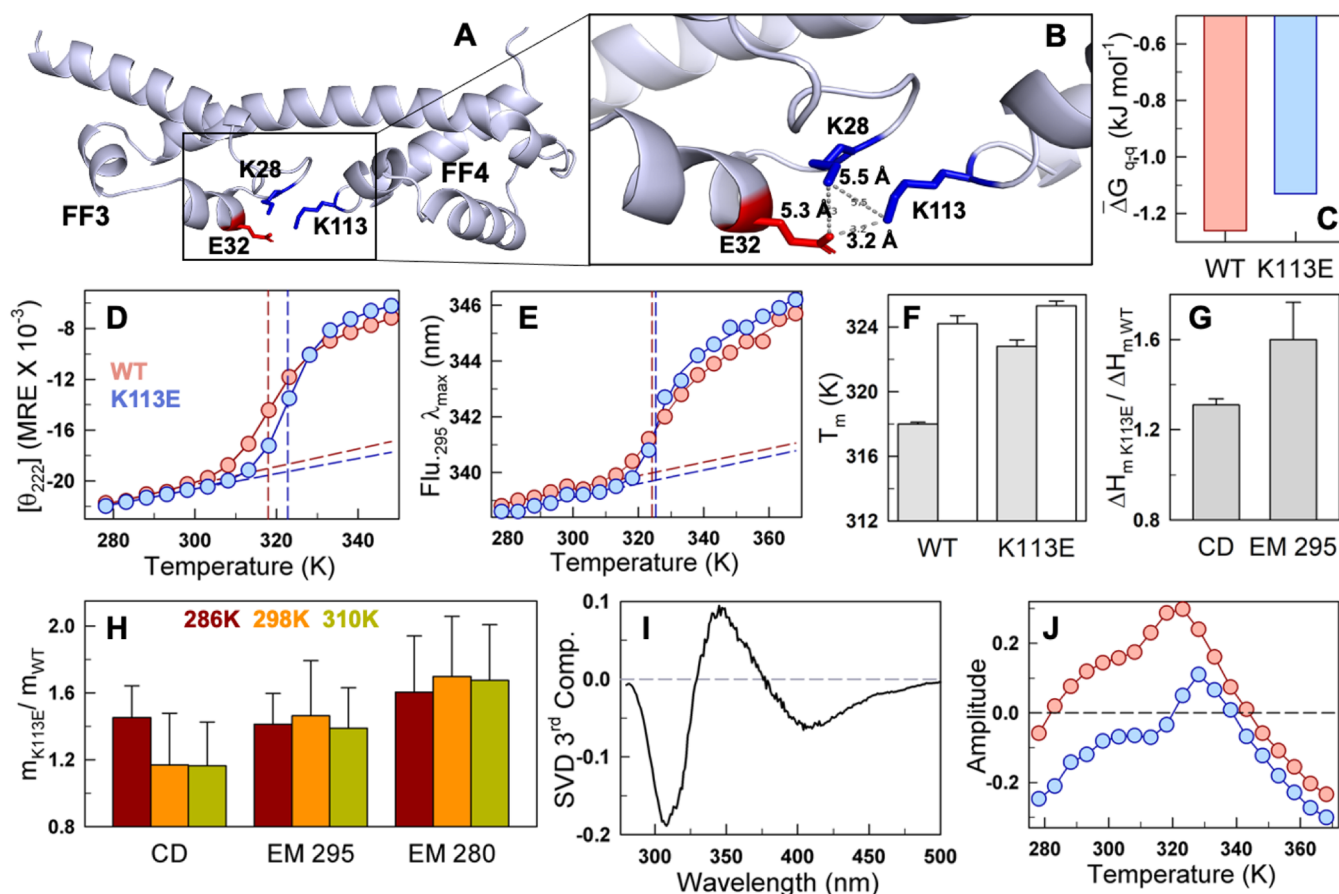 A
K28
FF4
FF3
K113
E32
B
K28
5.5 Å
5.3 Å
K113
E32
3.2 Å
ΔG q-q (kJ mol-1)
-0.6
-0.8
-1.0
-1.2
C
WT K113E
D
[θ222] (MRE X 10-3)
-8
-12
-16
-20
WT
K113E
280 300 320 340
Temperature (K)
E
Flu-295 λmax (nm)
346
344
342
340
280 300 320 340 360
Temperature (K)
F
Tm (K)
324
320
316
312
WT K113E
G
ΔHm K113E / ΔHm WT
1.6
1.2
0.8
CD EM 295
H
286K 298K 310K
mK113E/ mWT
2.0
1.6
1.2
0.8
CD EM 295 EM 280
I
SVD 3rd Comp.
0.1
0.0
-0.1
-0.2
300 350 400 450 500
Wavelength (nm)
J
Amplitude
0.2
0.0
-0.2
280 300 320 340 360
Temperature (K)